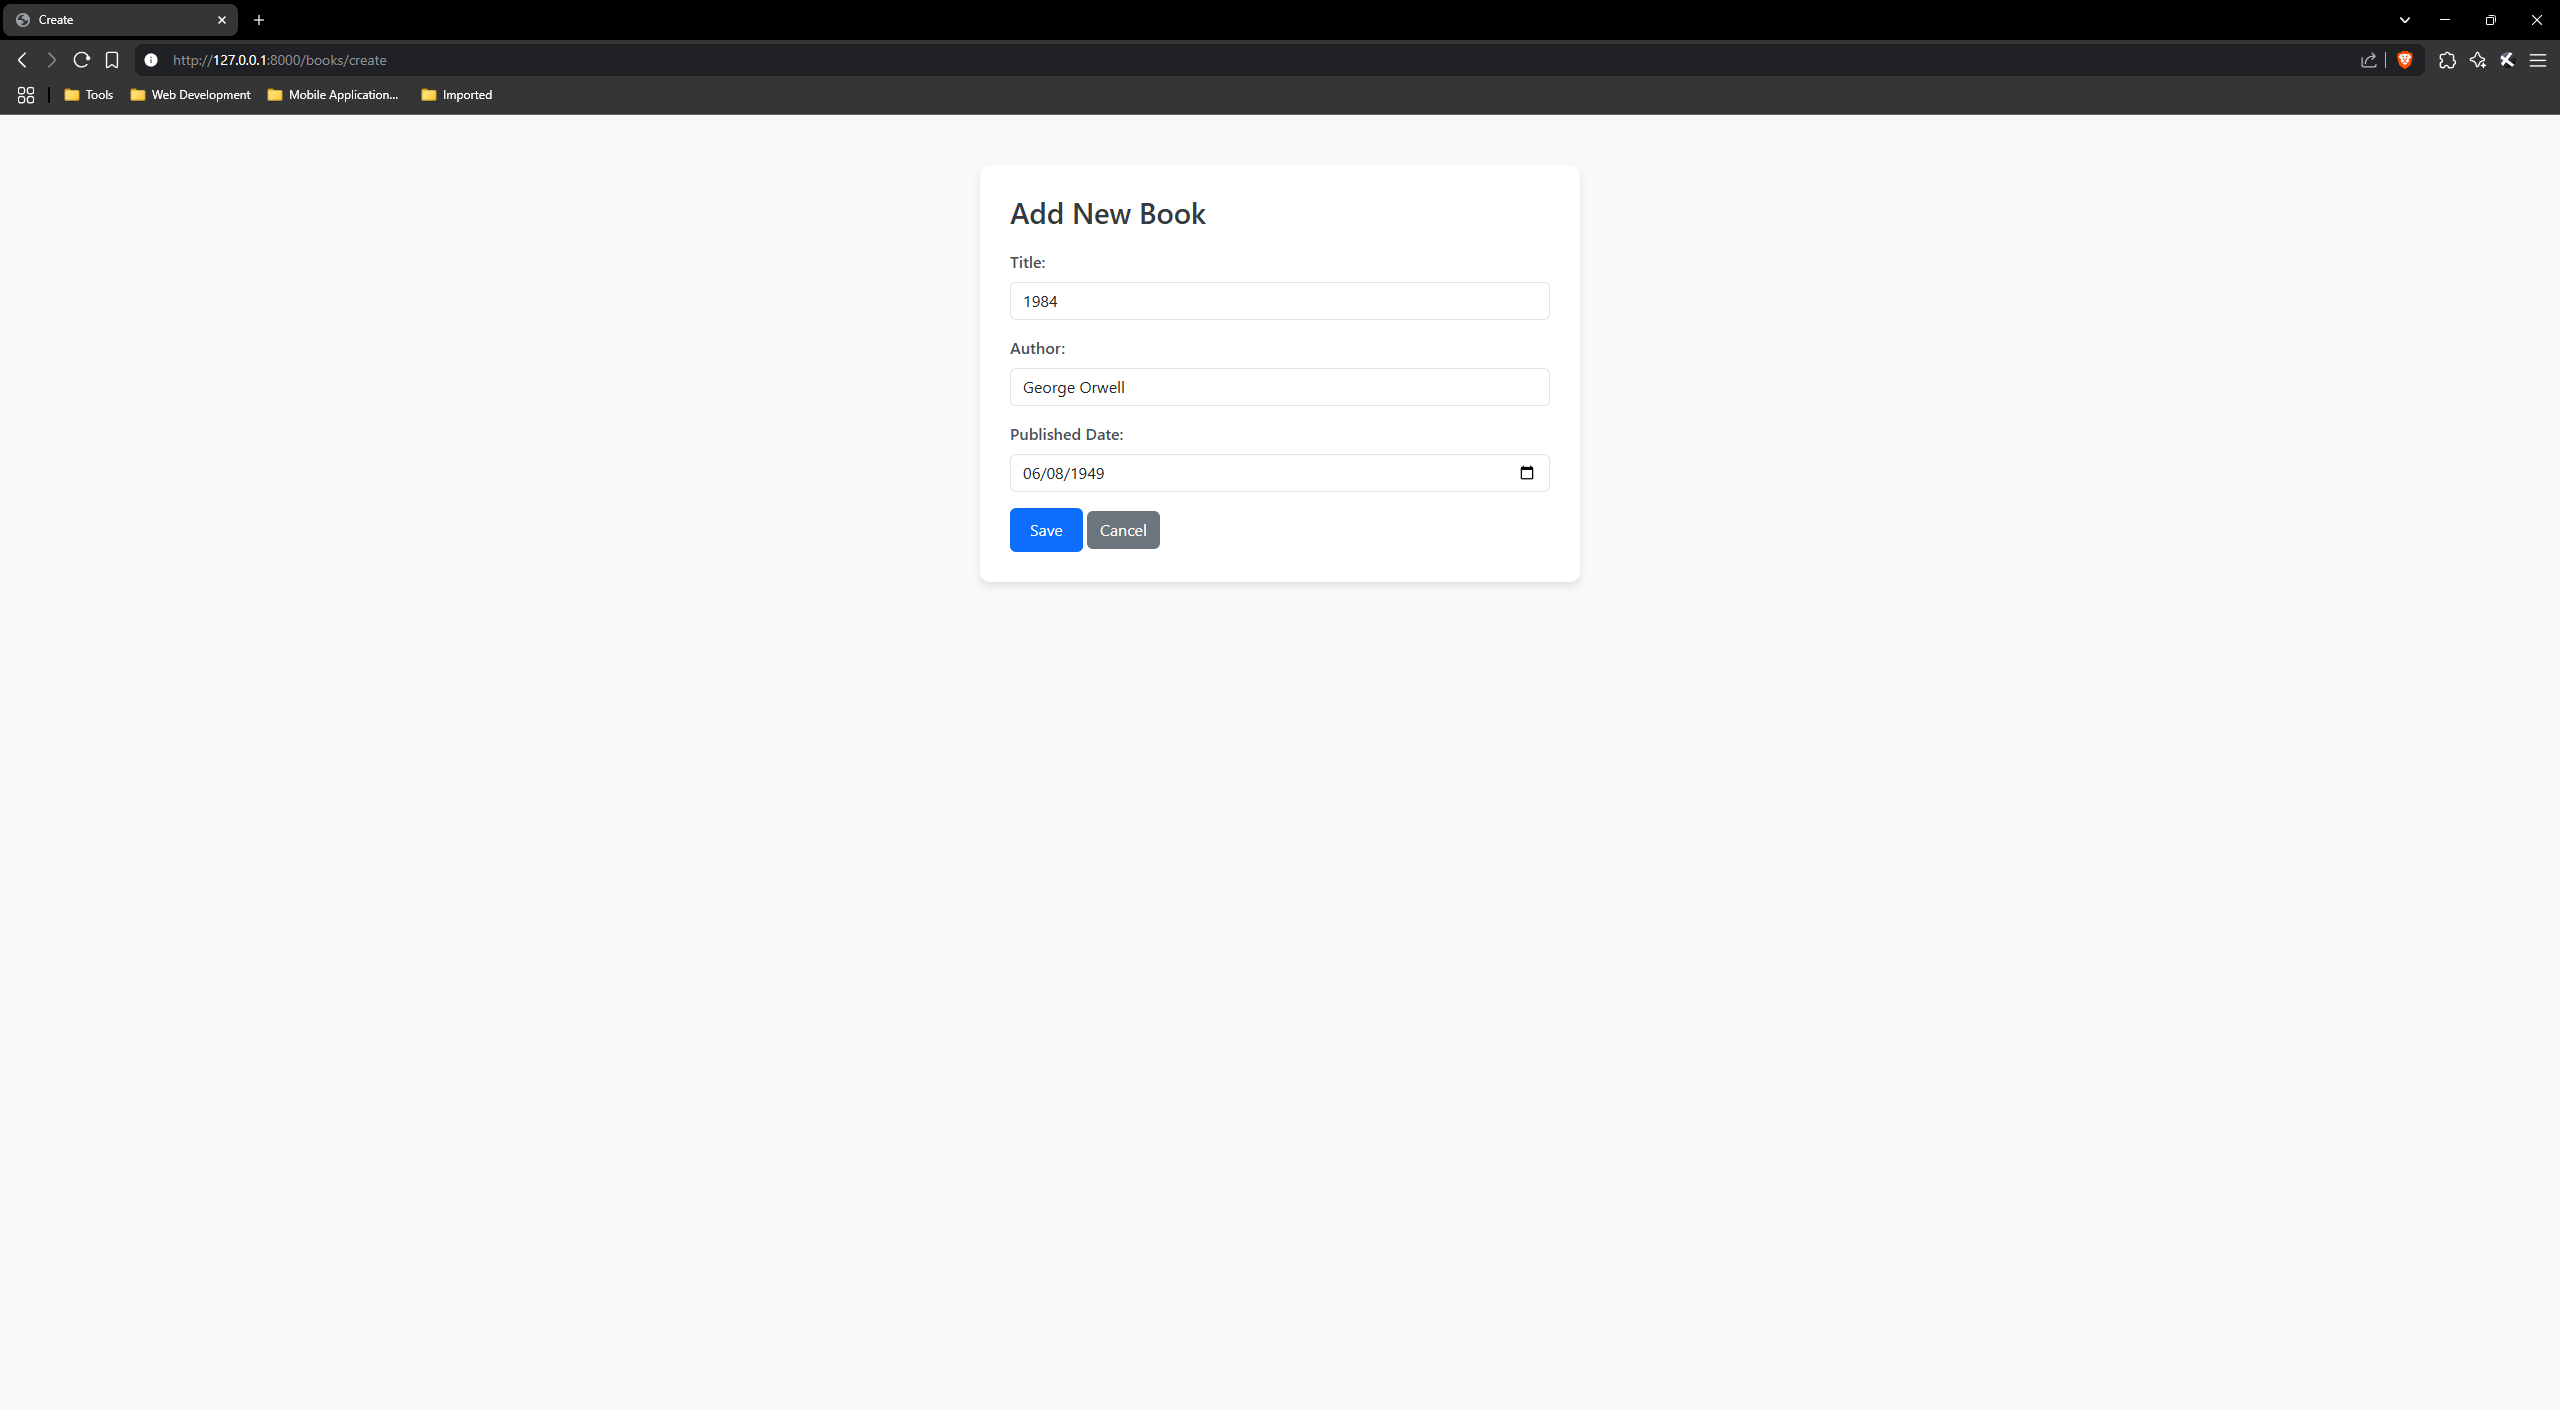 Create
http://127.0.0.1:8000/books/create
Tools Web Development Mobile Application... Imported
Add New Book
Title:
1984
Author:
George Orwell
Published Date:
06/08/1949
Save Cancel